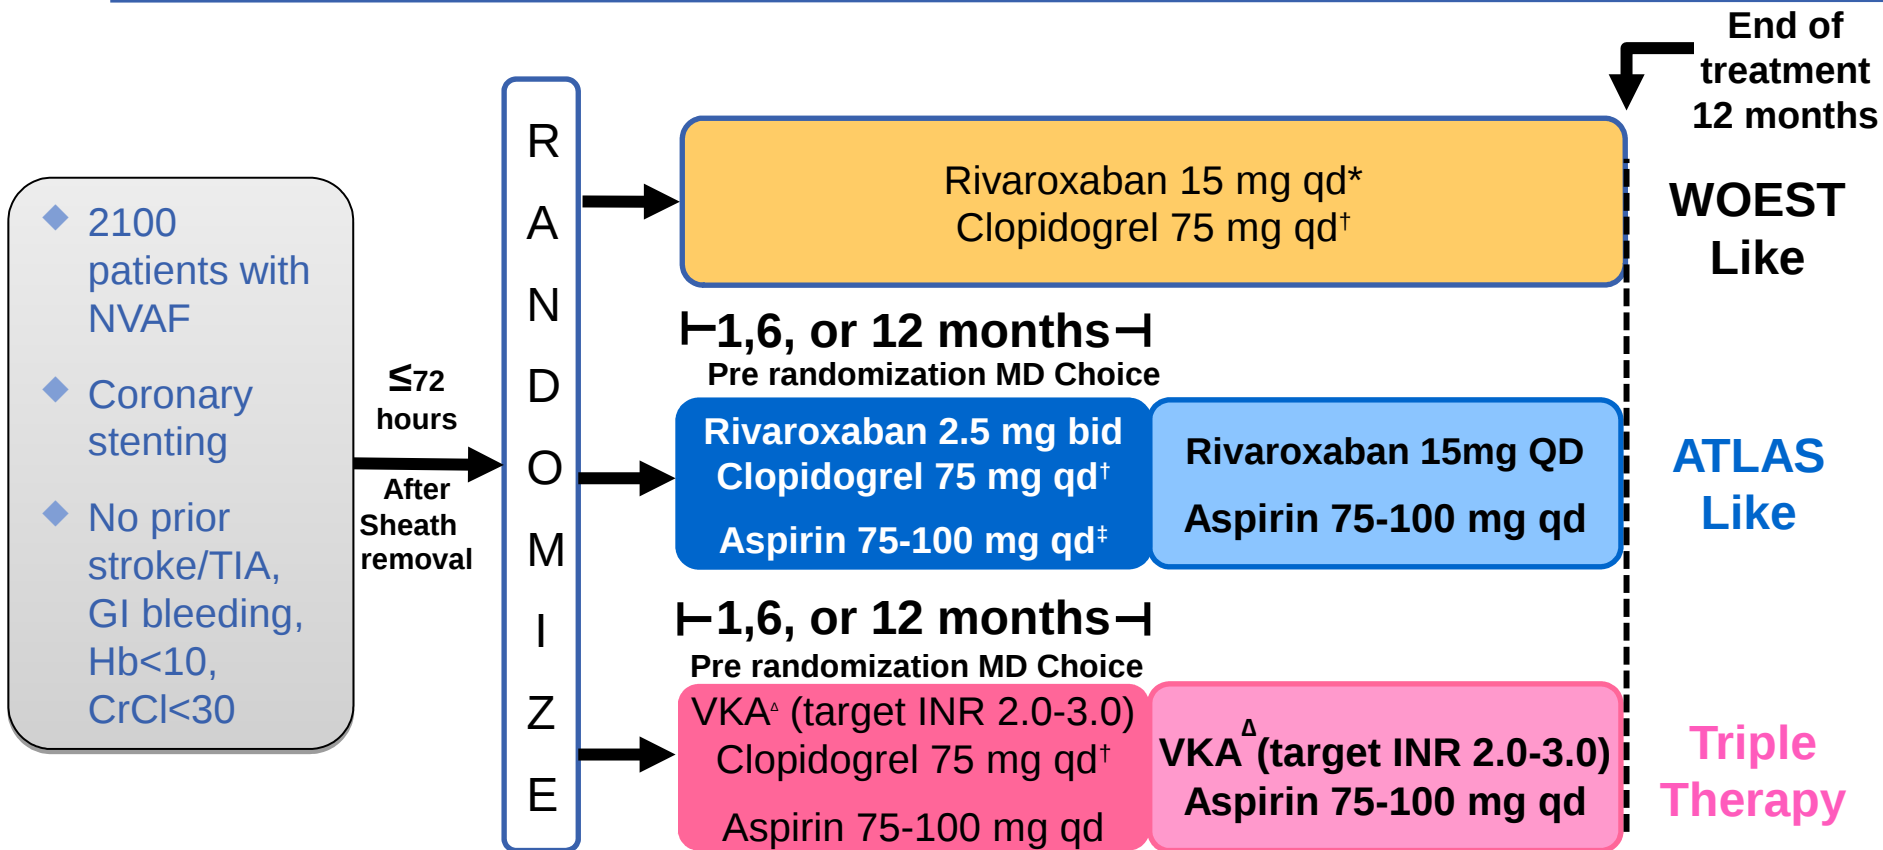 End of
treatment
12 months
2100
patients with
NVAF
Coronary
stenting
No prior
stroke/TIA,
GI bleeding,
Hb<10,
CrCl<30
≤72
hours
After
Sheath
removal
R
A
N
D
O
M
I
Z
E
Rivaroxaban 15 mg qd*
Clopidogrel 75 mg qd†
WOEST
Like
1,6, or 12 months
Pre randomization MD Choice
Rivaroxaban 2.5 mg bid
Clopidogrel 75 mg qd†
Aspirin 75-100 mg qd‡
Rivaroxaban 15mg QD
Aspirin 75-100 mg qd
ATLAS
Like
1,6, or 12 months
Pre randomization MD Choice
VKAΔ (target INR 2.0-3.0)
Clopidogrel 75 mg qd†
Aspirin 75-100 mg qd
VKAΔ(target INR 2.0-3.0)
Aspirin 75-100 mg qd
Triple
Therapy